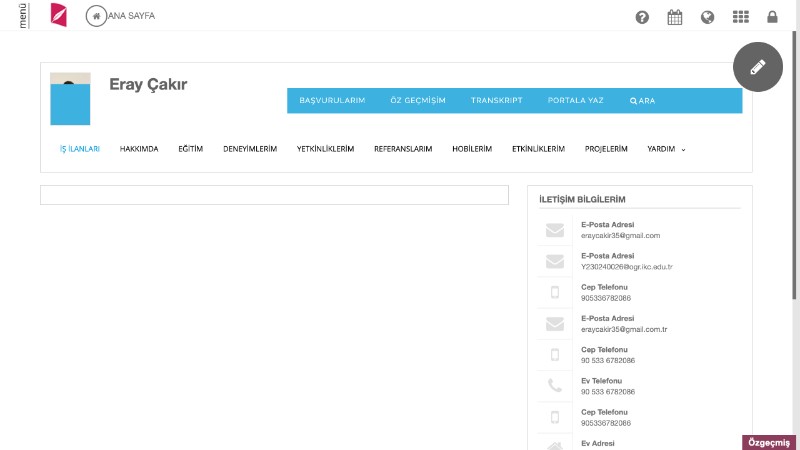 menü
ANA SAYFA
Eray Çakır
BAŞVURULARIM ÖZ GEÇMİŞİM TRANSKRIPT PORTALA YAZ ARA
İŞ İLANLARI HAKKIMDA EĞİTİM DENEYİMLERİM YETKİNLİKLERİM REFERANSLARIM HOBİLERİM ETKİNLİKLERİM PROJELERİM YARDIM
İLETİŞİM BİLGİLERİM
E-Posta Adresi
eraycakir35@gmail.com
E-Posta Adresi
Y230240026@ogr.ikc.edu.tr
Cep Telefonu
905336782086
E-Posta Adresi
eraycakir35@gmail.com.tr
Cep Telefonu
90 533 6782086
Ev Telefonu
90 533 6782086
Cep Telefonu
905336782086
Ev Adresi
Özgeçmiş